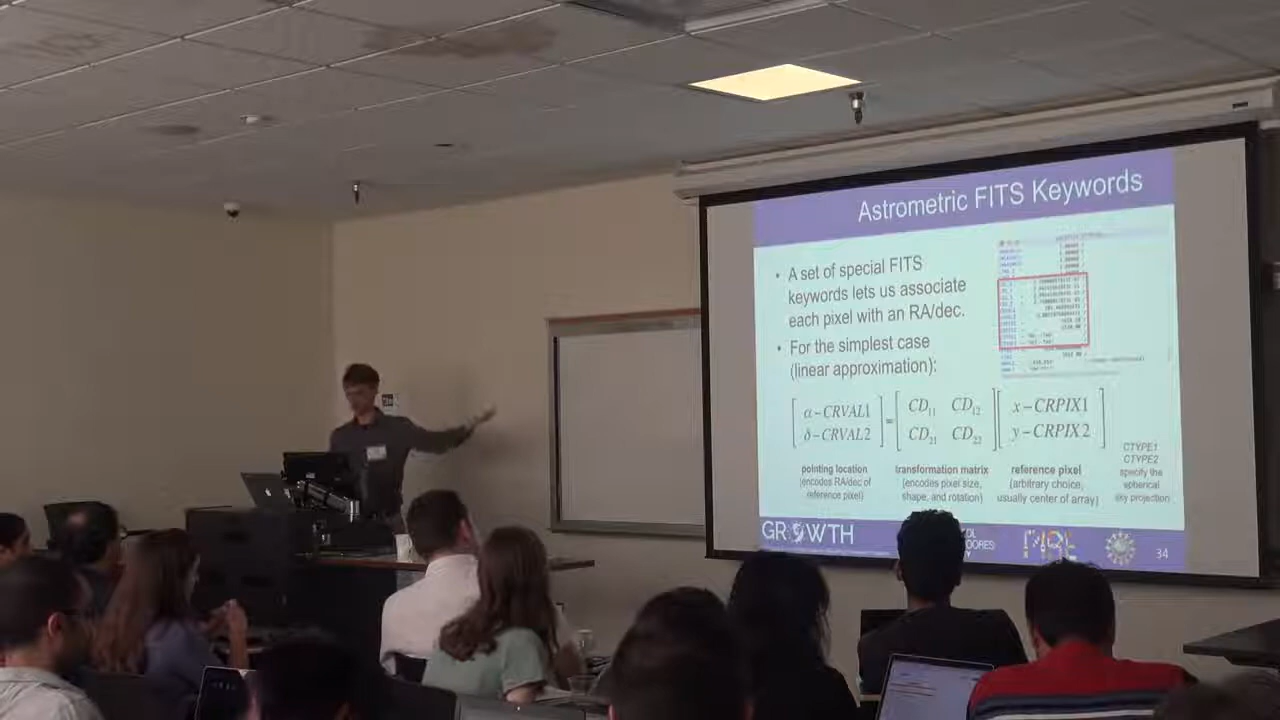 Astrometric FITS Keywords
• A set of special FITS
keywords lets us associate
each pixel with an RA/dec.
• For the simplest case
(linear approximation):
α-CRVAL1
δ-CRVAL2
=
CD11 CD12
CD21 CD22
x-CRPIX1
y-CRPIX2
pointing location
(encodes RA/dec of
reference pixel)
transformation matrix
(encodes pixel size,
shape, and rotation)
reference pixel
(arbitrary choice,
usually center of array)
CTYPE1
CTYPE2
specify the
spherical
sky projection
GROWTH
34